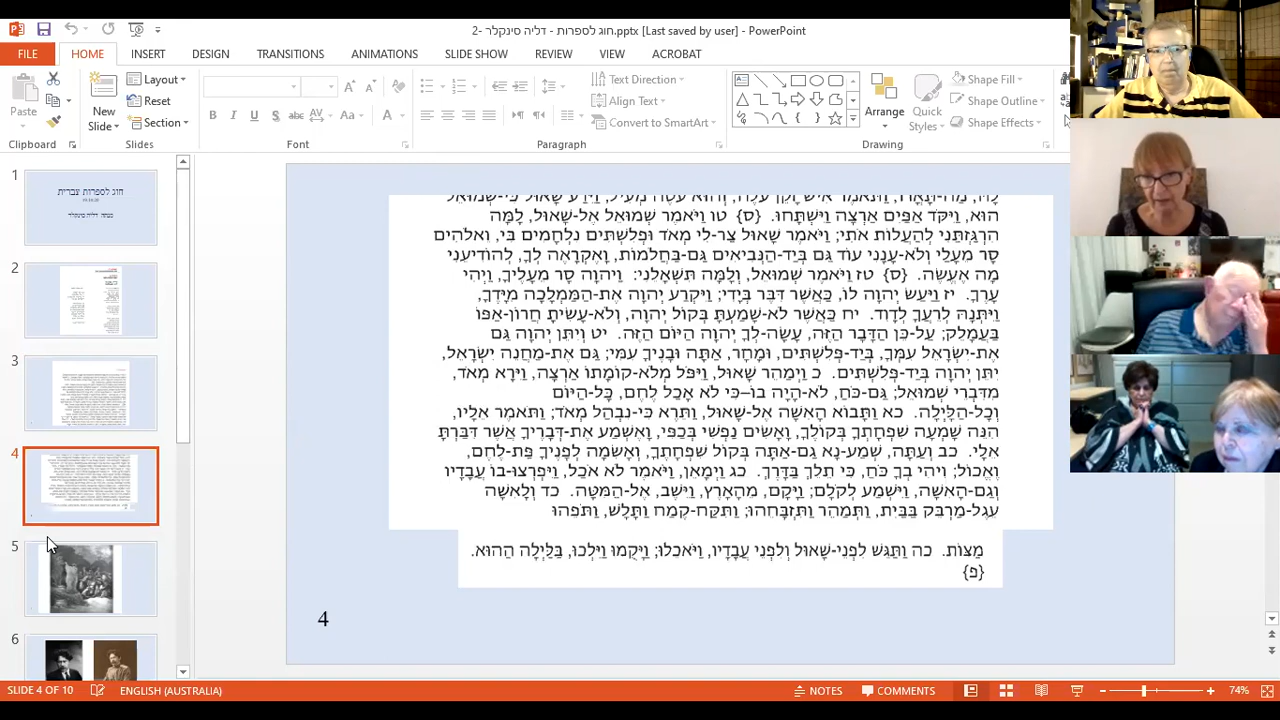 2- חוג לספרות - דליה סינקלר.pptx [Last saved by user] - PowerPoint
FILE
HOME
INSERT
DESIGN
TRANSITIONS
ANIMATIONS
SLIDE SHOW
REVIEW
VIEW
ACROBAT
Paste
New
Slide
Layout
Reset
Section
Text Direction
Align Text
Convert to SmartArt
Arrange
Quick
Styles
Shape Fill
Shape Outline
Shape Effects
Clipboard
Slides
Font
Paragraph
Drawing
1
חוג לספרות עברית
2
3
4
5
6
הוּא, וַיִּקֹּד אַפַּיִם אַרְצָה וַיִּשְׁתָּחוּ. {ס} טו וַיֹּאמֶר שְׁמוּאֵל אֶל-שָׁאוּל, לָמָּה
הִרְגַּזְתַּנִי לְהַעֲלוֹת אֹתִי; וַיֹּאמֶר שָׁאוּל צַר-לִי מְאֹד וּפְלִשְׁתִּים נִלְחָמִים בִּי, וֵאלֹהִים
סָר מֵעָלַי וְלֹא-עָנָנִי עוֹד גַּם בְּיַד-הַנְּבִיאִים גַּם-בַּחֲלֹמוֹת, וָאֶקְרָאֶה לְךָ, לְהוֹדִיעֵנִי
מָה אֶעֱשֶׂה. {ס} טז וַיֹּאמֶר שְׁמוּאֵל, וְלָמָּה תִּשְׁאָלֵנִי: וַיהוָה סָר מֵעָלֶיךָ, וַיְהִי
עָרֶךָ. יז וַיַּעַשׂ יְהוָה לוֹ, כַּאֲשֶׁר דִּבֶּר בְּיָדִי; וַיִּקְרַע יְהוָה אֶת-הַמַּמְלָכָה מִיָּדֶךָ,
וַיִּתְּנָהּ לְרֵעֲךָ לְדָוִד. יח כַּאֲשֶׁר לֹא-שָׁמַעְתָּ בְּקוֹל יְהוָה, וְלֹא-עָשִׂיתָ חֲרוֹן-אַפּוֹ
בַּעֲמָלֵק; עַל-כֵּן הַדָּבָר הַזֶּה, עָשָׂה-לְךָ יְהוָה הַיּוֹם הַזֶּה. יט וְיִתֵּן יְהוָה גַּם
אֶת-יִשְׂרָאֵל עִמְּךָ, בְּיַד-פְּלִשְׁתִּים, וּמָחָר, אַתָּה וּבָנֶיךָ עִמִּי; גַּם אֶת-מַחֲנֵה יִשְׂרָאֵל,
יִתֵּן יְהוָה בְּיַד-פְּלִשְׁתִּים. כ וַיְמַהֵר שָׁאוּל, וַיִּפֹּל מְלֹא-קוֹמָתוֹ אַרְצָה, וַיִּרָא מְאֹד,
מִדִּבְרֵי שְׁמוּאֵל; גַּם-כֹּחַ, לֹא-הָיָה בוֹ--כִּי לֹא אָכַל לֶחֶם, כָּל-הַיּוֹם
וְכָל-הַלָּיְלָה. כא וַתָּבוֹא הָאִשָּׁה אֶל-שָׁאוּל, וַתֵּרֶא כִּי-נִבְהַל מְאֹד; וַתֹּאמֶר אֵלָיו,
הִנֵּה שָׁמְעָה שִׁפְחָתְךָ בְּקוֹלֶךָ, וָאָשִׂים נַפְשִׁי בְּכַפִּי, וָאֶשְׁמַע אֶת-דְּבָרֶיךָ אֲשֶׁר דִּבַּרְתָּ
אֵלָי. כב וְעַתָּה, שְׁמַע-נָא גַם-אַתָּה בְּקוֹל שִׁפְחָתֶךָ, וְאָשִׂמָה לְפָנֶיךָ פַּת-לֶחֶם,
וֶאֱכוֹל; וִיהִי בְךָ כֹּחַ, כִּי תֵלֵךְ בַּדָּרֶךְ. כג וַיְמָאֵן, וַיֹּאמֶר לֹא אֹכַל, וַיִּפְרְצוּ-בוֹ עֲבָדָיו
וְגַם-הָאִשָּׁה, וַיִּשְׁמַע לְקֹלָם; וַיָּקָם, מֵהָאָרֶץ, וַיֵּשֶׁב, אֶל-הַמִּטָּה. כד וְלָאִשָּׁה
עֵגֶל-מַרְבֵּק בַּבַּיִת, וַתְּמַהֵר וַתִּזְבָּחֵהוּ; וַתִּקַּח-קֶמַח וַתָּלָשׁ, וַתֹּפֵהוּ
מַצּוֹת. כה וַתַּגֵּשׁ לִפְנֵי-שָׁאוּל וְלִפְנֵי עֲבָדָיו, וַיֹּאכֵלוּ; וַיָּקֻמוּ וַיֵּלְכוּ, בַּלַּיְלָה הַהוּא.
{פ}
4
SLIDE 4 OF 10
ENGLISH (AUSTRALIA)
NOTES
COMMENTS
74%